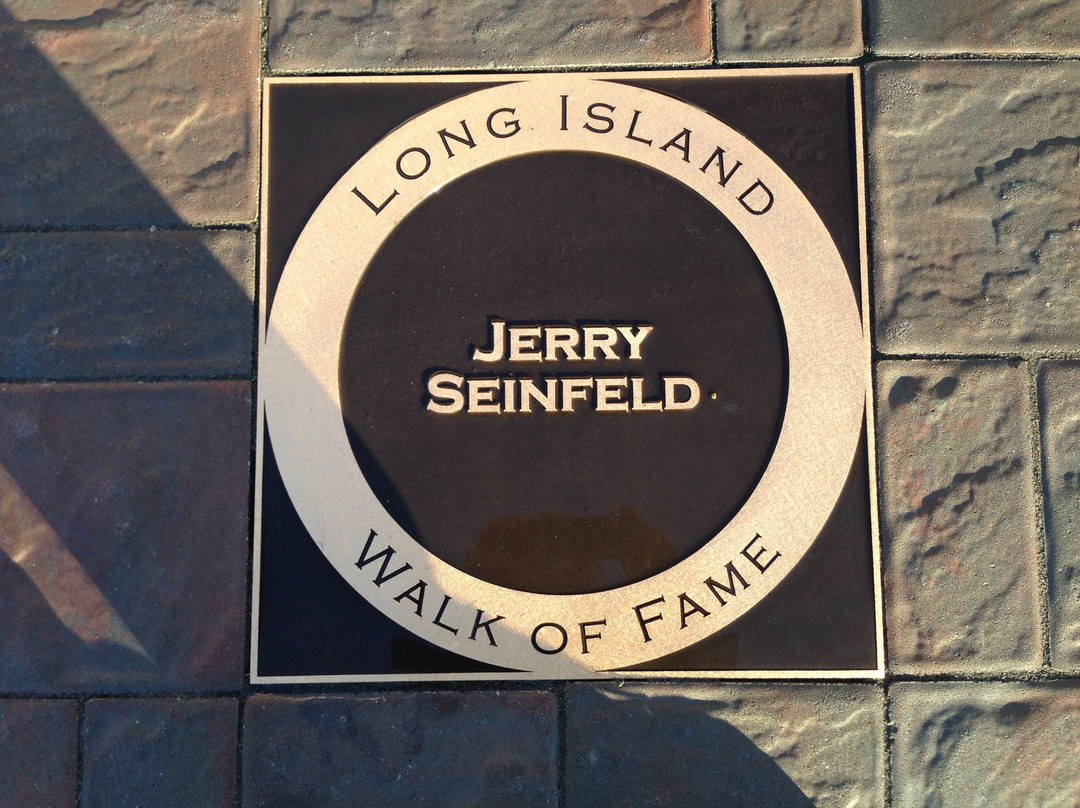 LONG ISLAND
JERRY
SEINFELD
WALK OF FAME